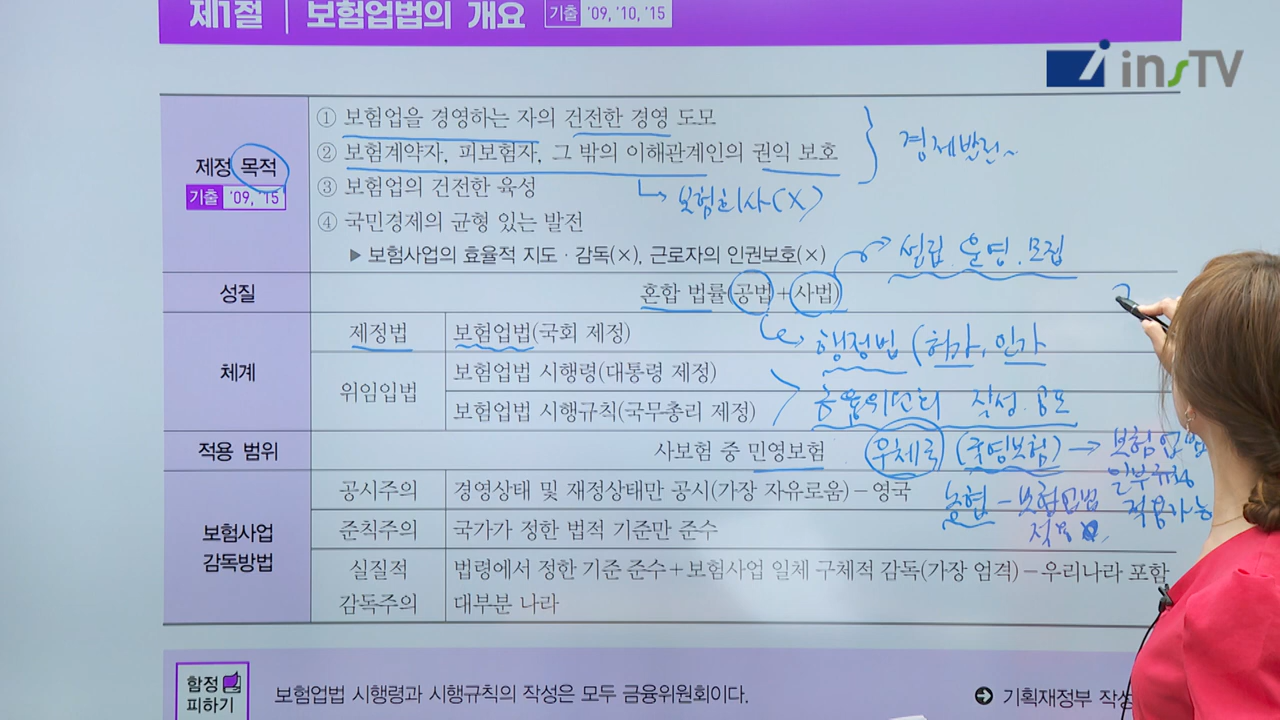 제1절 보험업법의 개요 기출 '09, '10, '15
insTV
제정 목적
기출 '09, '15
① 보험업을 경영하는 자의 건전한 경영 도모
② 보험계약자, 피보험자, 그 밖의 이해관계인의 권익 보호
③ 보험업의 건전한 육성
④ 국민경제의 균형 있는 발전
▶ 보험사업의 효율적 지도·감독(×), 근로자의 인권보호(×)
경제발전~
보험회사(X)
설립, 운영, 모집
성질
혼합 법률(공법+사법)
행정법 (허가, 인가
체계
제정법
보험업법(국회 제정)
위임입법
보험업법 시행령(대통령 제정)
보험업법 시행규칙(국무총리 제정)
금융위원회 작성·공포
적용 범위
사보험 중 민영보험
우체국 (국영보험) → 보험업법
일부규정
적용가능
농협 - 보험업법
보험사업
감독방법
공시주의
경영상태 및 재정상태만 공시(가장 자유로움)－영국
준칙주의
국가가 정한 법적 기준만 준수
실질적
감독주의
법령에서 정한 기준 준수+보험사업 일체 구체적 감독(가장 엄격)－우리나라 포함
대부분 나라
함정
피하기
보험업법 시행령과 시행규칙의 작성은 모두 금융위원회이다.
기획재정부 작성